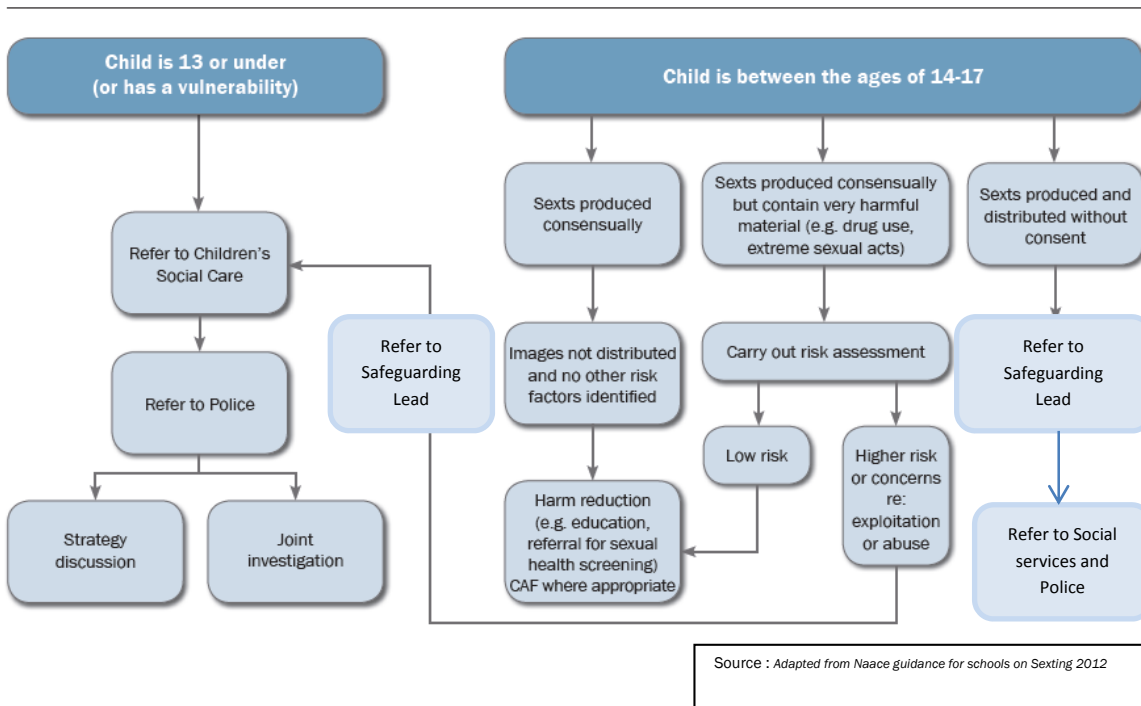 Child is 13 or under
(or has a vulnerability)
Refer to Children's
Social Care
Refer to Police
Strategy
discussion
Joint
investigation
Refer to
Safeguarding
Lead
Child is between the ages of 14-17
Sexts produced
consensually
Images not distributed
and no other risk
factors identified
Harm reduction
(e.g. education,
referral for sexual
health screening)
CAF where appropriate
Sexts produced consensually
but contain very harmful
material (e.g. drug use,
extreme sexual acts)
Carry out risk assessment
Low risk
Higher risk
or concerns
re:
exploitation
or abuse
Sexts produced and
distributed without
consent
Refer to
Safeguarding
Lead
Refer to Social
services and
Police
Source : Adapted from Naace guidance for schools on Sexting 2012